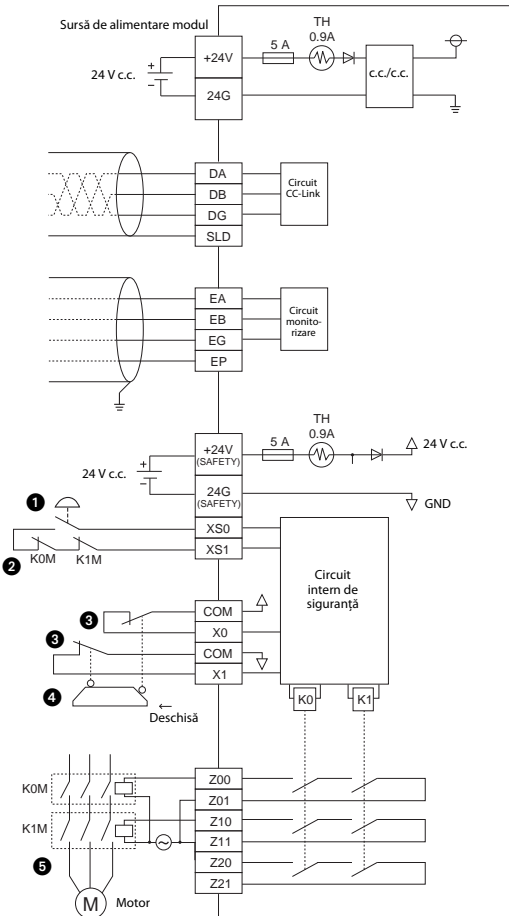 Sursă de alimentare modul
TH
0.9A
5 A
+24V
24 V c.c.
+
−
c.c./c.c.
24G
DA
DB
DG
SLD
Circuit
CC-Link
EA
EB
EG
EP
Circuit
monito-
rizare
TH
0.9A
5 A
+24V
(SAFETY)
24 V c.c.
24 V c.c.
+
−
24G
(SAFETY)
GND
1
XS0
XS1
2
K0M
K1M
Circuit
intern de
siguranță
3
COM
X0
3
COM
X1
4
←
Deschisă
K0
K1
K0M
Z00
Z01
K1M
Z10
Z11
5
Z20
Z21
M
Motor